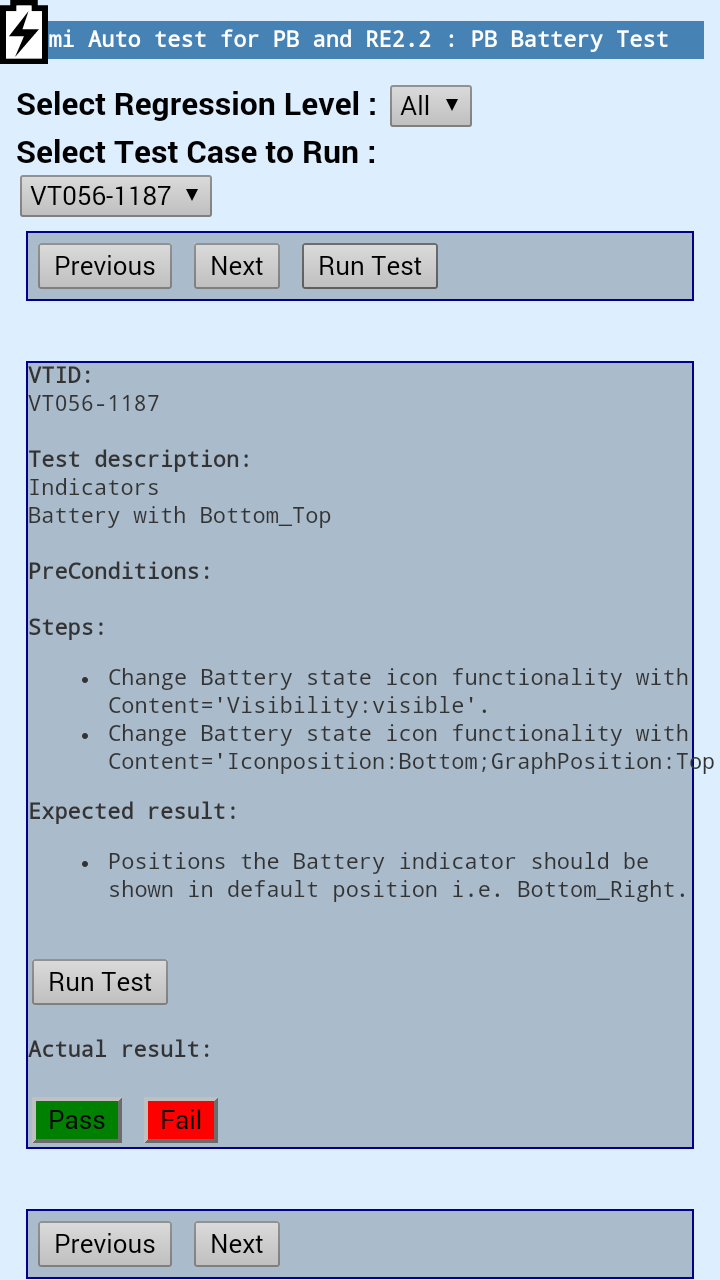 mi Auto test for PB and RE2.2 : PB Battery Test
Select Regression Level : All ▼
Select Test Case to Run :
VT056-1187 ▼
Previous Next Run Test
VTID:
VT056-1187
Test description:
Indicators
Battery with Bottom_Top
PreConditions:
Steps:
• Change Battery state icon functionality with
Content='Visibility:visible'.
• Change Battery state icon functionality with
Content='Iconposition:Bottom;GraphPosition:Top
Expected result:
• Positions the Battery indicator should be
shown in default position i.e. Bottom_Right.
Run Test
Actual result:
Pass Fail
Previous Next